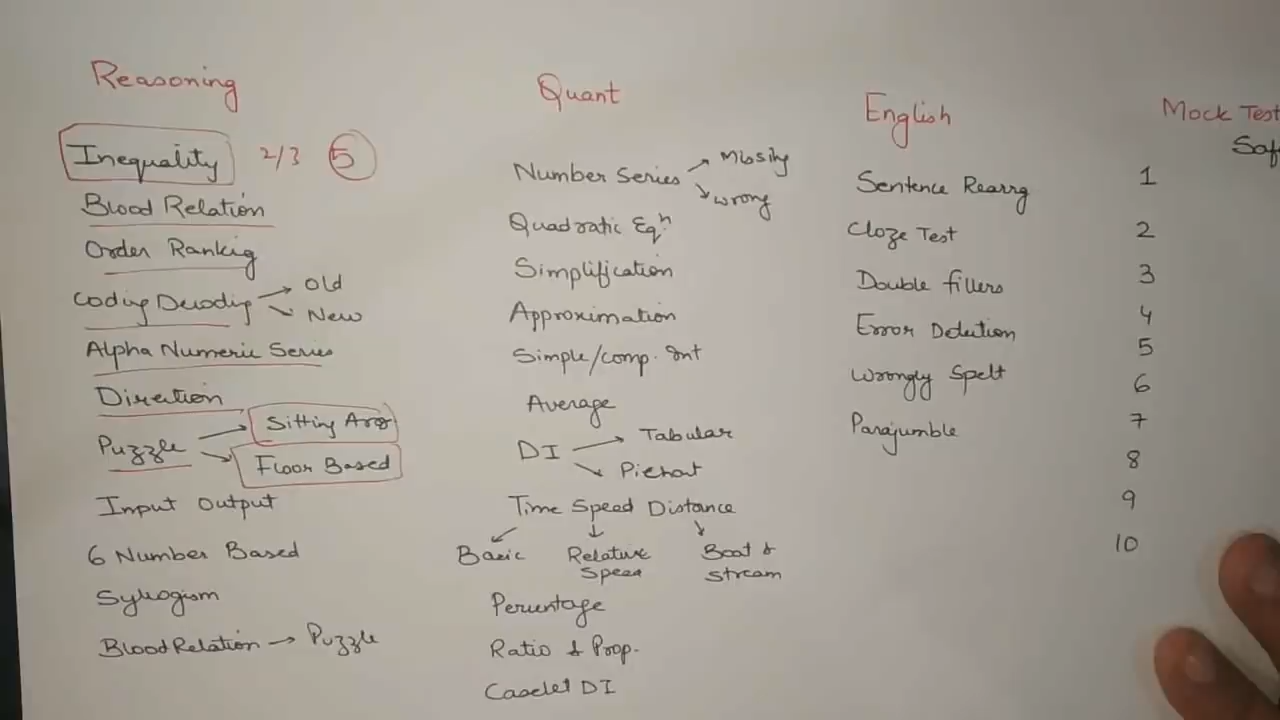 Reasoning
Inequality 2/3 5
Blood Relation
Order Ranking
Coding Decoding Old
New
Alpha Numeric Series
Direction
Puzzle Sitting Arrg
Floor Based
Input Output
6 Number Based
Syllogism
Blood Relation → Puzzle
Quant
Number Series Missing
wrong
Quadratic Eqⁿ
Simplification
Approximation
Simple/comp. Int
Average
DI Tabular
Piechart
Time Speed Distance
Basic Relative Speed Boat & stream
Percentage
Ratio & Prop.
Caselet DI
English
Sentence Rearrg
Cloze Test
Double fillers
Error Detection
Wrongly Spelt
Parajumble
Mock Test
1
2
3
4
5
6
7
8
9
10